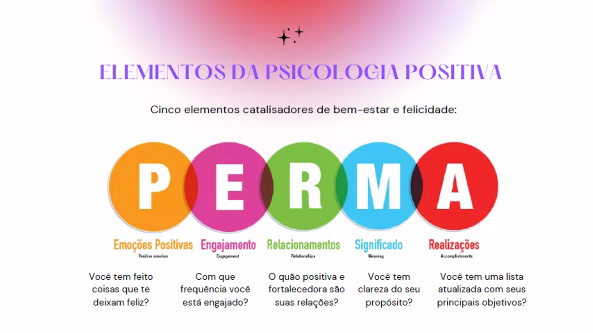 ELEMENTOS DA PSICOLOGIA POSITIVA
Cinco elementos catalisadores de bem-estar e felicidade:
P E R M A
Emoções Positivas Engajamento Relacionamentos Significado Realizações
Positive emotion Engagement Relationships Meaning Accomplishments
Você tem feito
coisas que te
deixam feliz?
Com que
frequência você
está engajado?
O quão positiva e
fortalecedora são
suas relações?
Você tem
clareza do seu
propósito?
Você tem uma lista
atualizada com seus
principais objetivos?